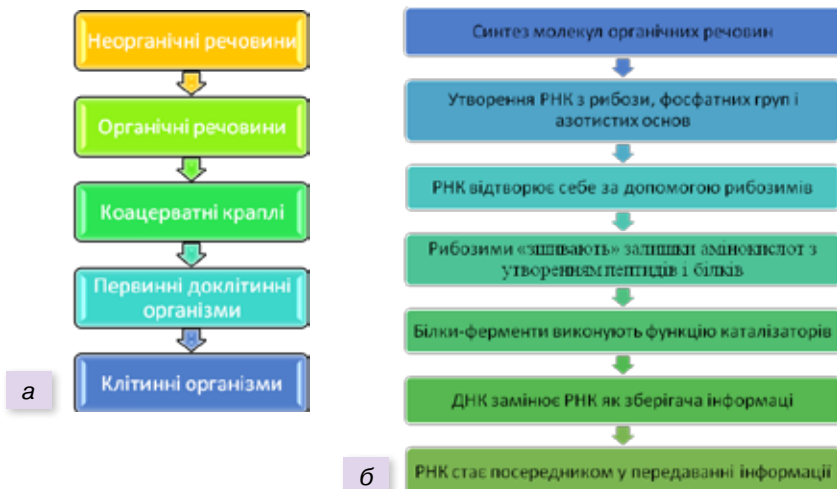 Неорганічні речовини
Органічні речовини
Коацерватні краплі
Первинні доклітинні
організми
Клітинні організми
а
Синтез молекул органічних речовин
Утворення РНК з рибози, фосфатних груп і
азотистих основ
РНК відтворює себе за допомогою рибозимів
Рибозими «зшивають» залишки амінокислот з
утворенням пептидів і білків
Білки-ферменти виконують функцію каталізаторів
ДНК замінює РНК як зберігача інформаці
РНК стає посередником у передаванні інформації
б